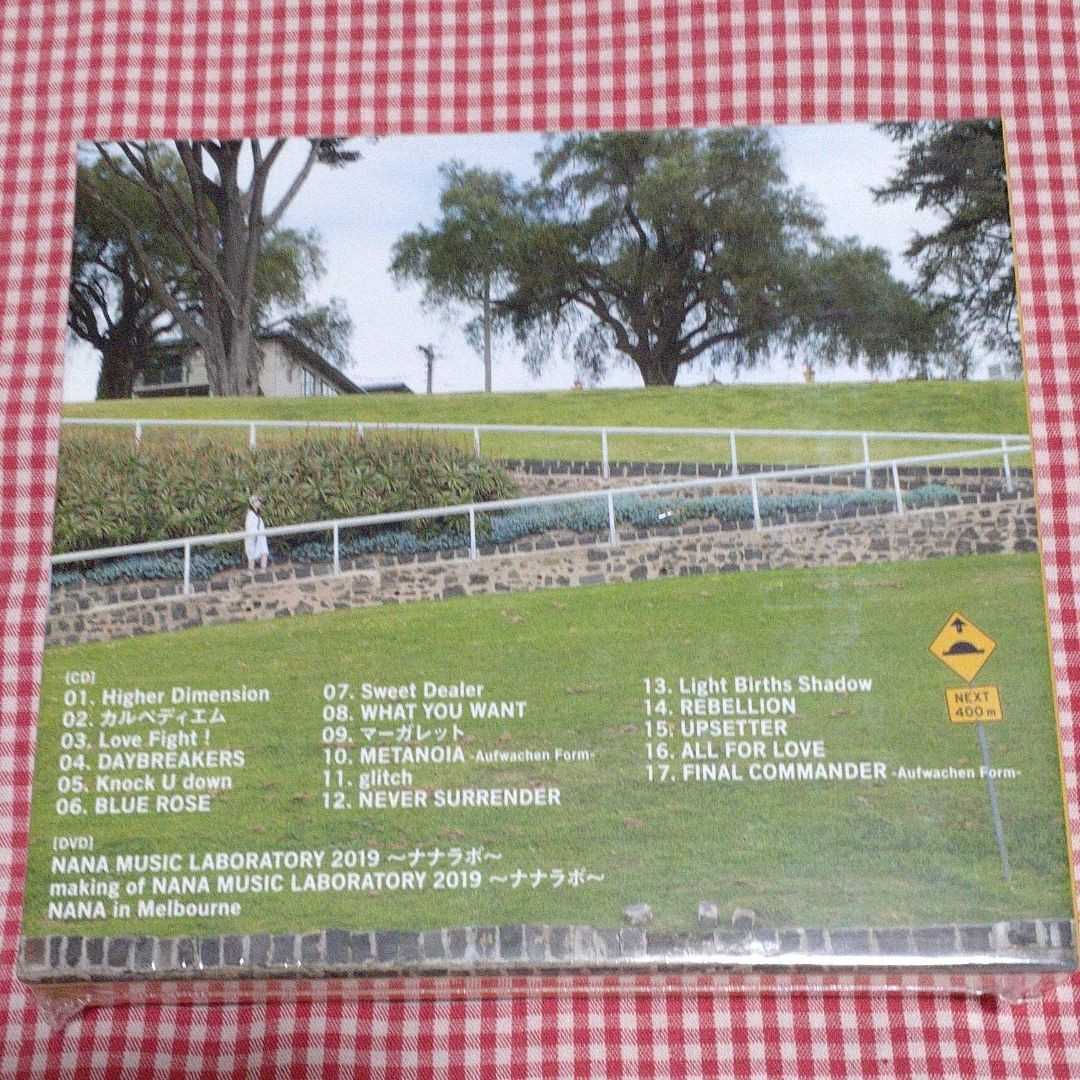 [CD]
01. Higher Dimension
02. カルペディエム
03. Love Fight !
04. DAYBREAKERS
05. Knock U down
06. BLUE ROSE
07. Sweet Dealer
08. WHAT YOU WANT
09. マーガレット
10. METANOIA -Aufwachen Form-
11. glitch
12. NEVER SURRENDER
13. Light Births Shadow
14. REBELLION
15. UPSETTER
16. ALL FOR LOVE
17. FINAL COMMANDER -Aufwachen Form-
[DVD]
NANA MUSIC LABORATORY 2019 ～ナナラボ～
making of NANA MUSIC LABORATORY 2019 ～ナナラボ～
NANA in Melbourne
NEXT
400m